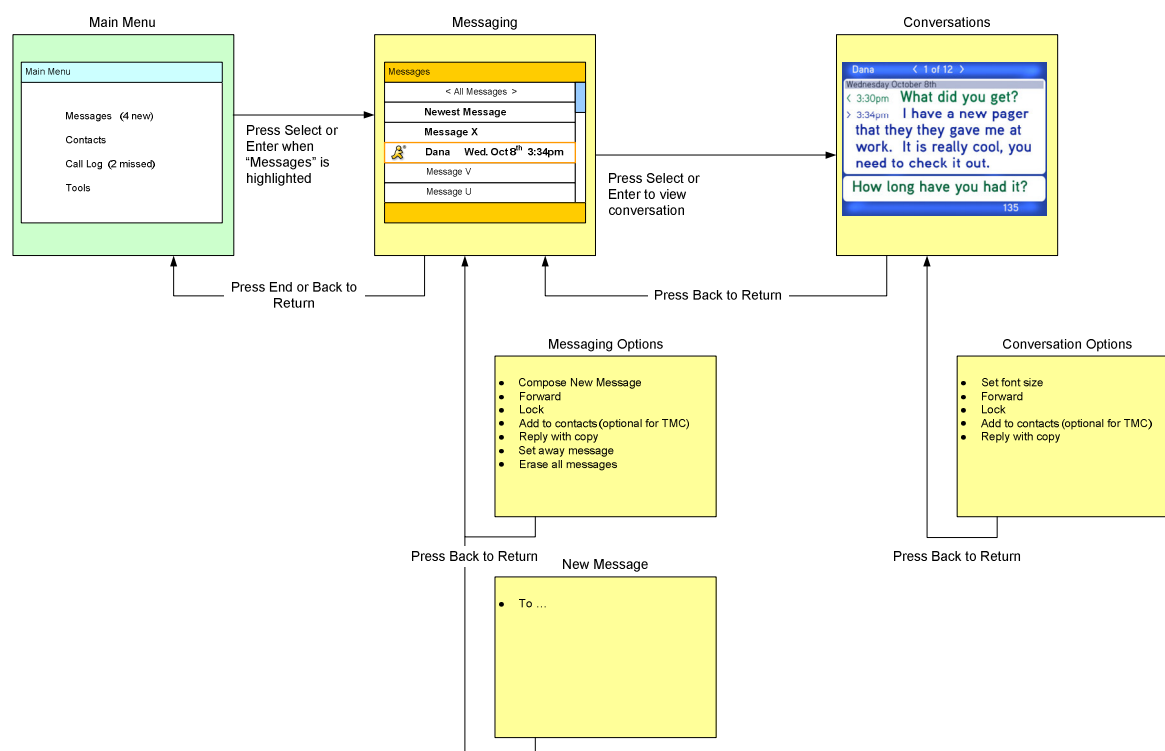 Main Menu
Main Menu
Messages (4 new)
Contacts
Call Log (2 missed)
Tools
Press Select or
Enter when
“Messages” is
highlighted
Messaging
Messages
< All Messages >
Newest Message
Message X
Dana Wed. Oct 8th 3:34pm
Message V
Message U
Press Select or
Enter to view
conversation
Conversations
Dana < 1 of 12 >
Wednesday October 8th
< 3:30pm What did you get?
> 3:34pm I have a new pager
that they they gave me at
work. It is really cool, you
need to check it out.
How long have you had it?
135
Press End or Back to
Return
Press Back to Return
Messaging Options
• Compose New Message
• Forward
• Lock
• Add to contacts (optional for TMC)
• Reply with copy
• Set away message
• Erase all messages
Press Back to Return
Conversation Options
• Set font size
• Forward
• Lock
• Add to contacts (optional for TMC)
• Reply with copy
Press Back to Return
New Message
• To …